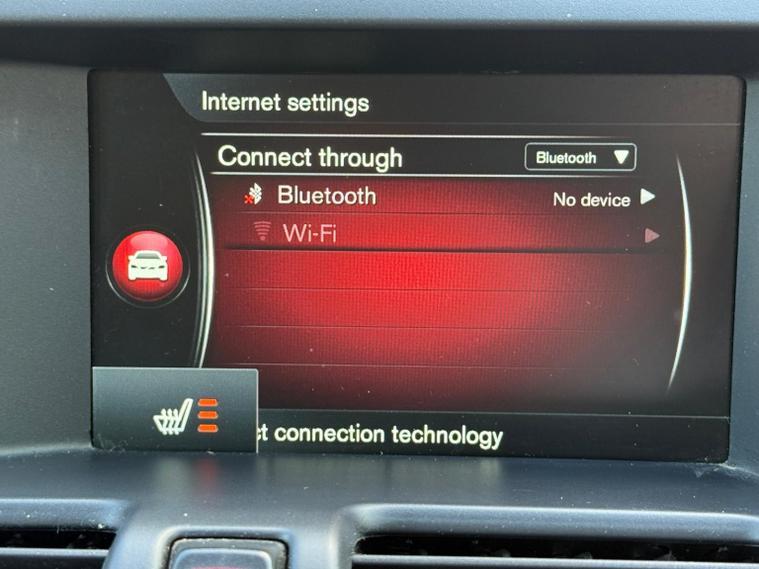 Internet settings
Connect through Bluetooth
Bluetooth No device
Wi-Fi
connection technology